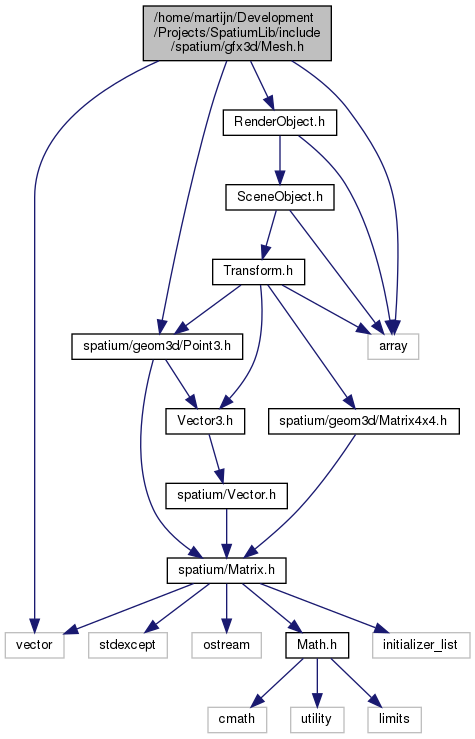 /home/martijn/Development
/Projects/SpatiumLib/include
/spatium/gfx3d/Mesh.h
RenderObject.h
SceneObject.h
Transform.h
spatium/geom3d/Point3.h
array
Vector3.h
spatium/geom3d/Matrix4x4.h
spatium/Vector.h
spatium/Matrix.h
vector
stdexcept
ostream
Math.h
initializer_list
cmath
utility
limits